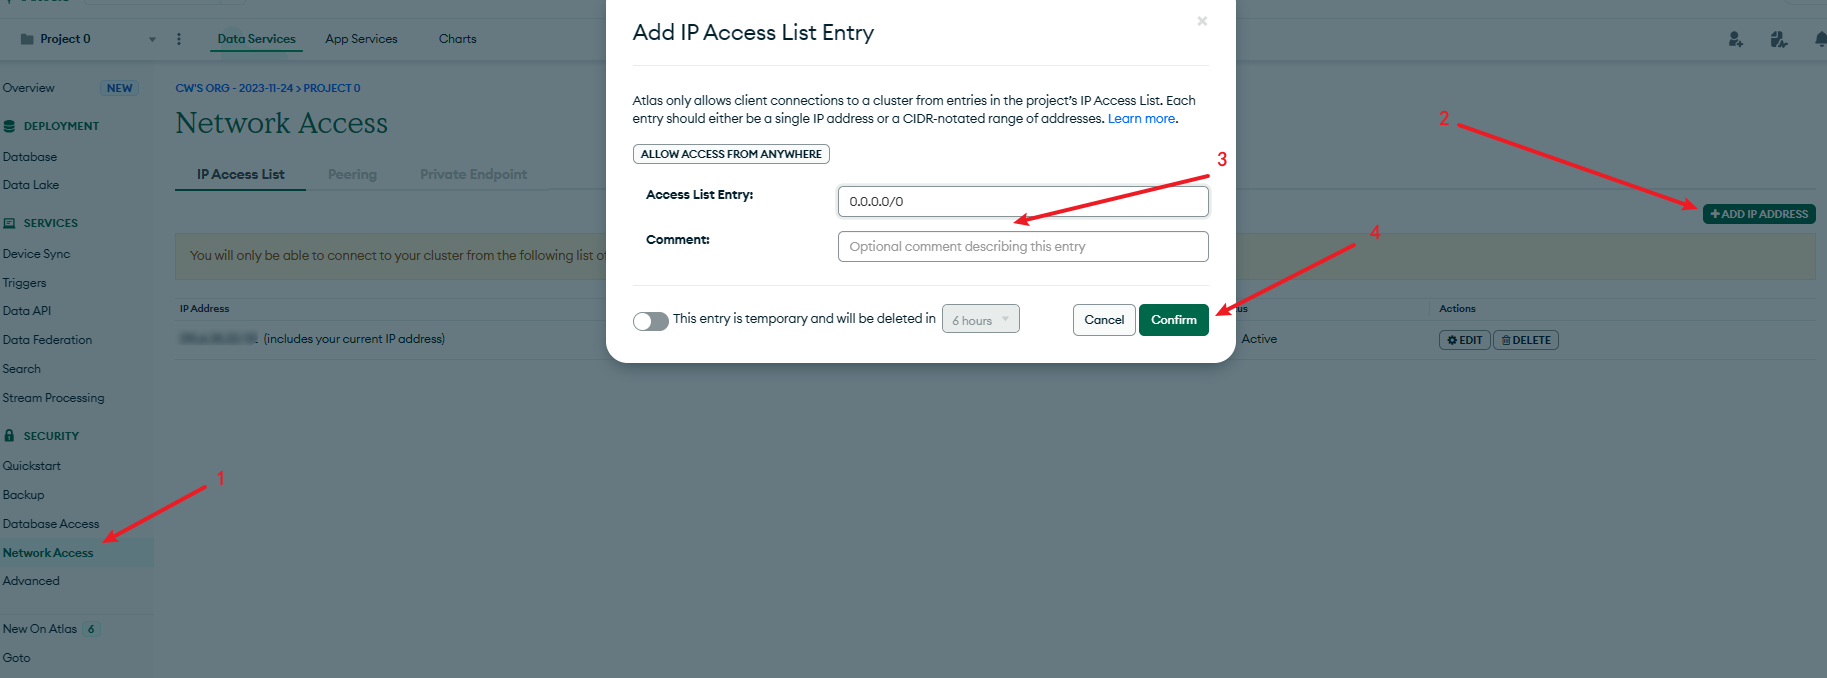 Project 0
Data Services
App Services
Charts
Overview
NEW
DEPLOYMENT
Database
Data Lake
SERVICES
Device Sync
Triggers
Data API
Data Federation
Search
Stream Processing
SECURITY
Quickstart
Backup
Database Access
Network Access
Advanced
New On Atlas 6
Goto
1
CW'S ORG - 2023-11-24 > PROJECT 0
Network Access
IP Access List
Peering
Private Endpoint
2
+ ADD IP ADDRESS
You will only be able to connect to your cluster from the following list of
IP Address
Actions
(includes your current IP address)
Active
EDIT
DELETE
Add IP Access List Entry
×
Atlas only allows client connections to a cluster from entries in the project's IP Access List. Each
entry should either be a single IP address or a CIDR-notated range of addresses. Learn more.
ALLOW ACCESS FROM ANYWHERE
3
Access List Entry:
0.0.0.0/0
Comment:
Optional comment describing this entry
4
This entry is temporary and will be deleted in
6 hours
Cancel
Confirm